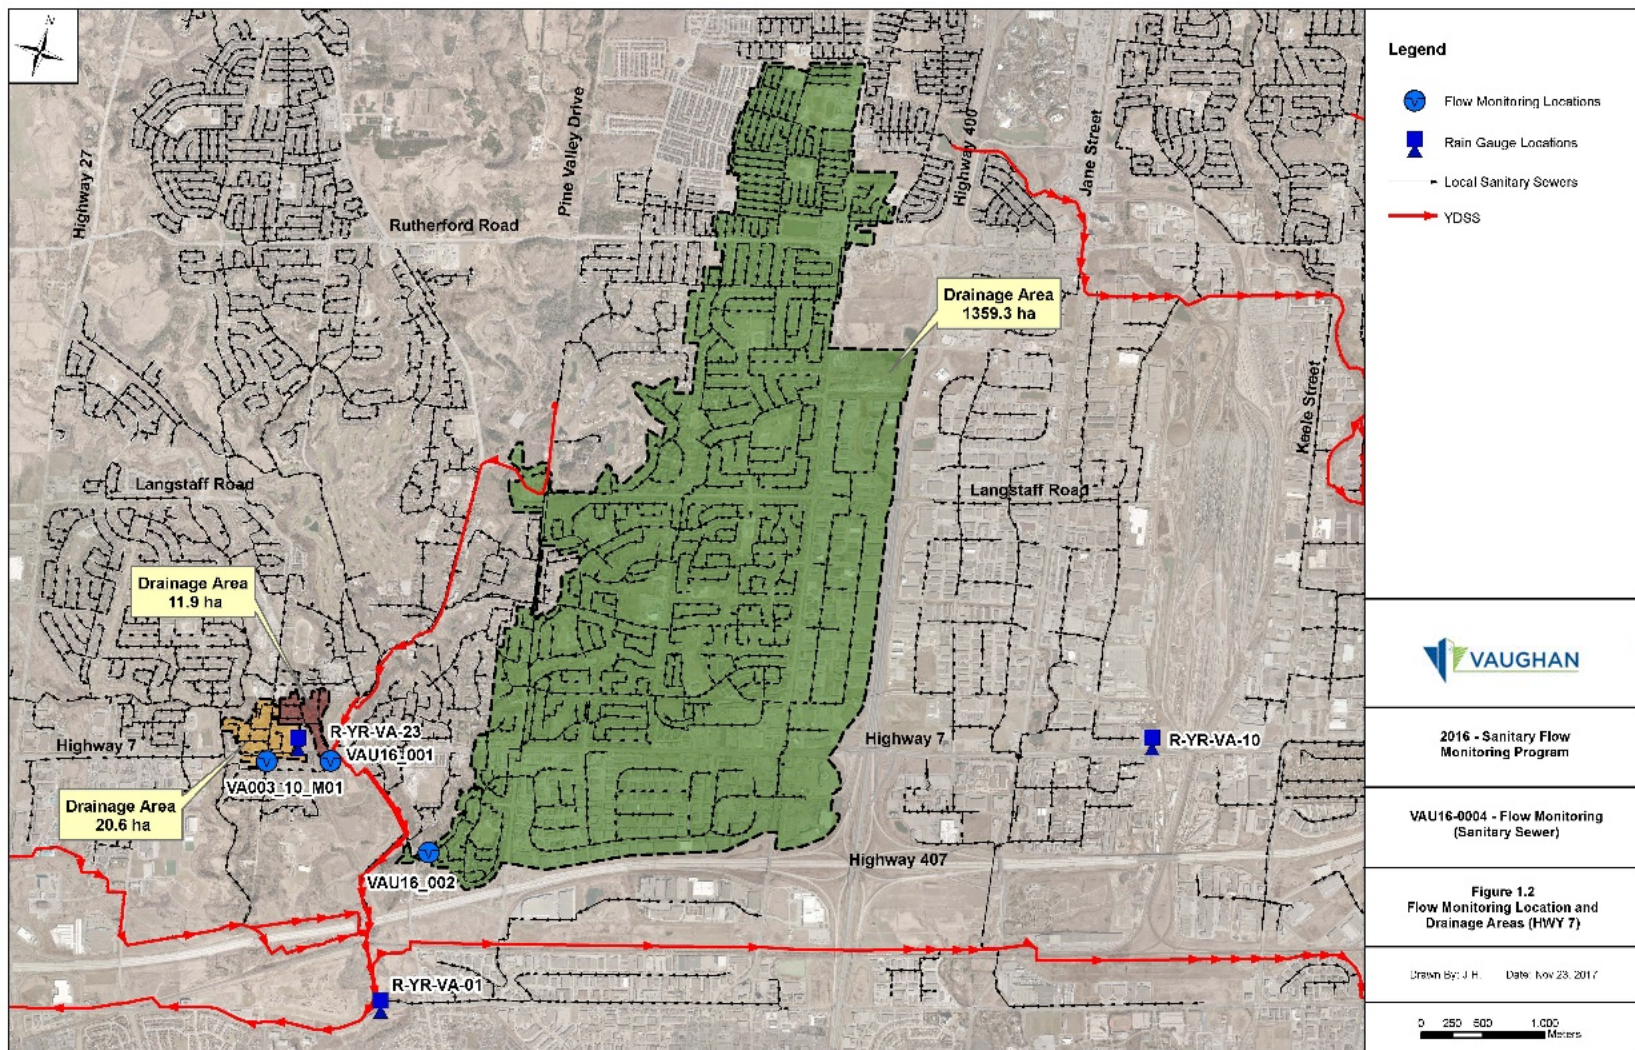 N
Highway 27
Pine Valley Drive
Highway 400
Jane Street
Rutherford Road
Drainage Area
1359.3 ha
Keele Street
Langstaff Road
Langstaff Road
Drainage Area
11.9 ha
R-YR-VA-23
Highway 7
VAU16_001
Highway 7
R-YR-VA-10
VA003_10_M01
Drainage Area
20.6 ha
Highway 407
VAU16_002
R-YR-VA-01
Legend
Flow Monitoring Locations
Rain Gauge Locations
Local Sanitary Sewers
YDSS
VAUGHAN
2016 - Sanitary Flow
Monitoring Program
VAU16-0004 - Flow Monitoring
(Sanitary Sewer)
Figure 1.2
Flow Monitoring Location and
Drainage Areas (HWY 7)
Drawn By: J.H. Date: Nov 23, 2017
0 250 500 1,000
Meters